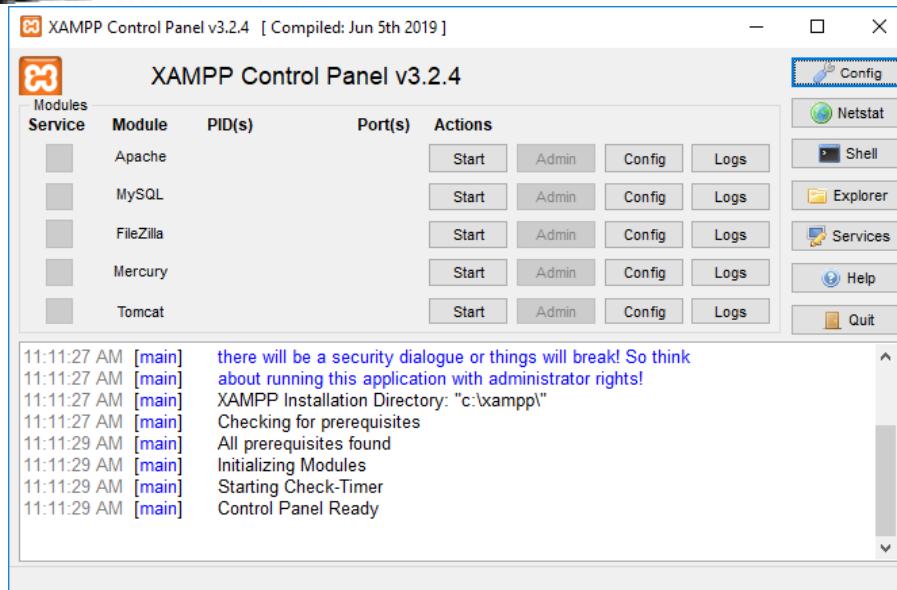 XAMPP Control Panel v3.2.4 [ Compiled: Jun 5th 2019 ]
XAMPP Control Panel v3.2.4
Config
Modules
Service Module PID(s) Port(s) Actions
Netstat
Apache Start Admin Config Logs
Shell
MySQL Start Admin Config Logs
Explorer
FileZilla Start Admin Config Logs
Services
Mercury Start Admin Config Logs
Help
Tomcat Start Admin Config Logs
Quit
11:11:27 AM [main] there will be a security dialogue or things will break! So think
11:11:27 AM [main] about running this application with administrator rights!
11:11:27 AM [main] XAMPP Installation Directory: "c:\xampp\"
11:11:27 AM [main] Checking for prerequisites
11:11:29 AM [main] All prerequisites found
11:11:29 AM [main] Initializing Modules
11:11:29 AM [main] Starting Check-Timer
11:11:29 AM [main] Control Panel Ready